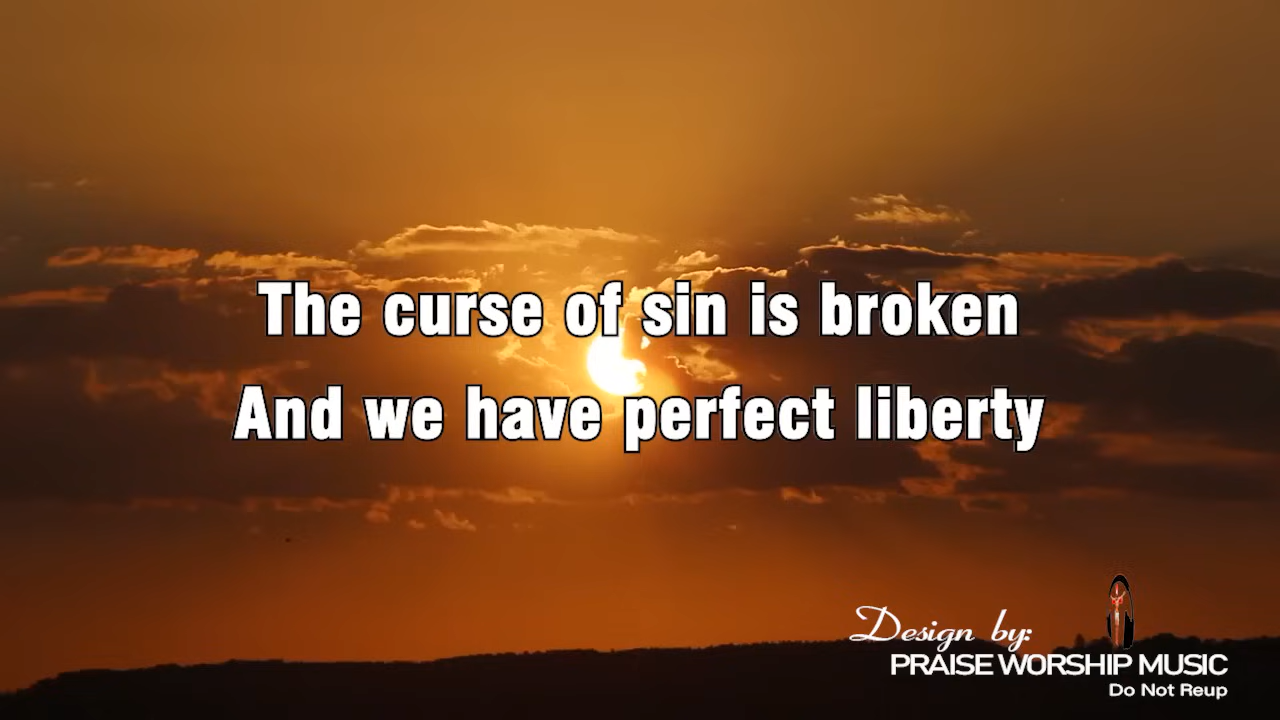 The curse of sin is broken
And we have perfect liberty
Design by:
PRAISE WORSHIP MUSIC
Do Not Reup